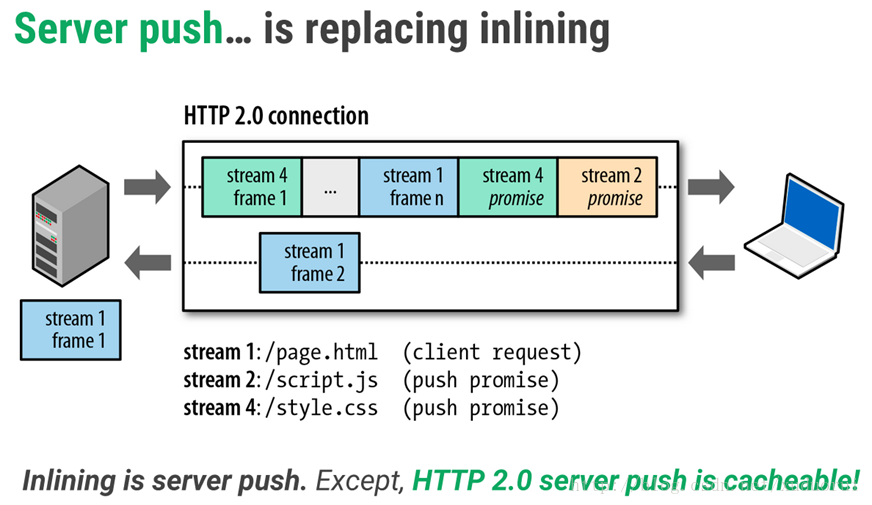 Server push… is replacing inlining
HTTP 2.0 connection
stream 4
frame 1
...
stream 1
frame n
stream 4
promise
stream 2
promise
stream 1
frame 2
stream 1
frame 1
stream 1: /page.html (client request)
stream 2: /script.js (push promise)
stream 4: /style.css (push promise)
Inlining is server push. Except, HTTP 2.0 server push is cacheable!